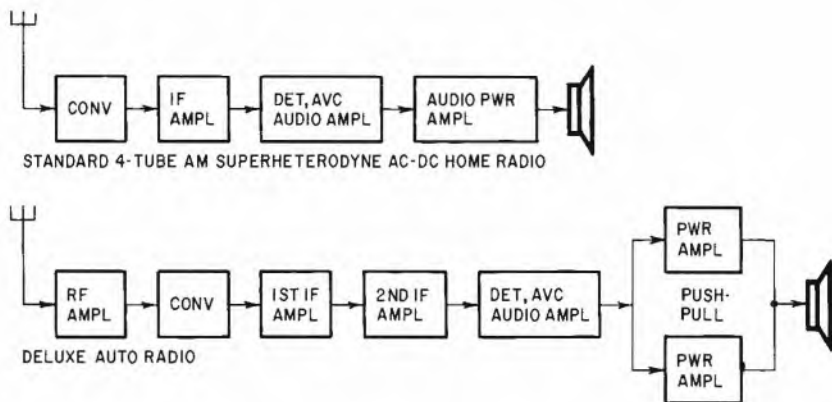 CONV
IF
AMPL
DET, AVC
AUDIO AMPL
AUDIO PWR
AMPL
STANDARD 4-TUBE AM SUPERHETERODYNE AC-DC HOME RADIO
RF
AMPL
CONV
1ST IF
AMPL
2ND IF
AMPL
DET, AVC
AUDIO AMPL
PWR
AMPL
PUSH-
PULL
PWR
AMPL
DELUXE AUTO RADIO